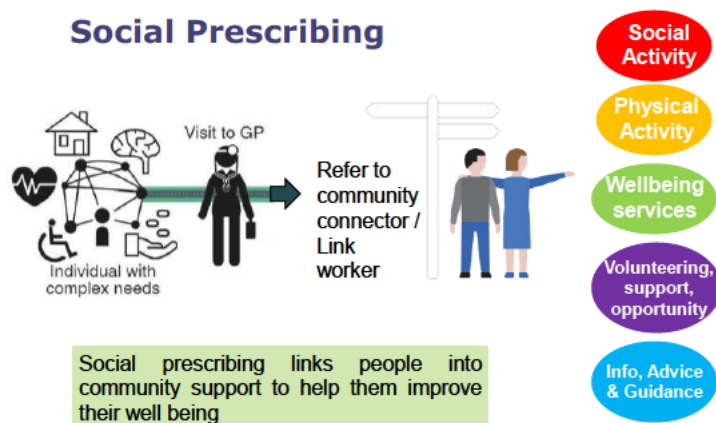 Social Prescribing
Visit to GP
Individual with
complex needs
Refer to
community
connector /
Link
worker
Social
Activity
Physical
Activity
Wellbeing
services
Volunteering,
support,
opportunity
Info, Advice
& Guidance
Social prescribing links people into
community support to help them improve
their well being